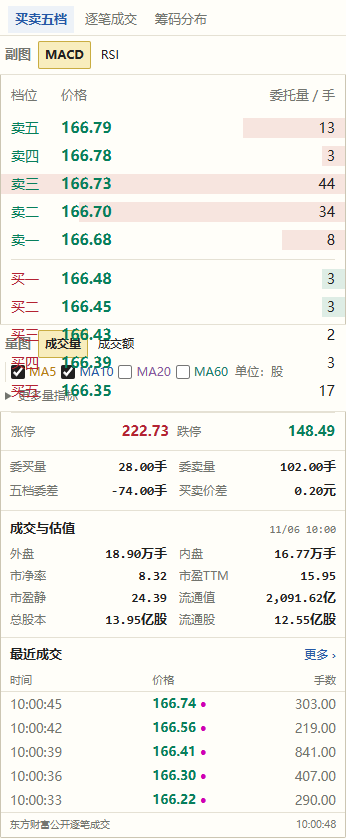 买卖五档 逐笔成交 筹码分布
副图 MACD RSI
档位 价格 委托量 / 手
卖五 166.79 13
卖四 166.78 3
卖三 166.73 44
卖二 166.70 34
卖一 166.68 8
买一 166.48 3
买二 166.45 3
买三 166.43 2
量图 成交量 成交额
买四 166.39 3
MA5 MA10 MA20 MA60 单位：股
买五 166.35 17
更多量指标
涨停 222.73 跌停 148.49
委买量 28.00手 委卖量 102.00手
五档委差 -74.00手 买卖价差 0.20元
成交与估值 11/06 10:00
外盘 18.90万手 内盘 16.77万手
市净率 8.32 市盈TTM 15.95
市盈静 24.39 流通值 2,091.62亿
总股本 13.95亿股 流通股 12.55亿股
最近成交 更多 ›
时间 价格 手数
10:00:45 166.74 303.00
10:00:42 166.56 219.00
10:00:39 166.41 841.00
10:00:36 166.30 407.00
10:00:33 166.22 290.00
东方财富公开逐笔成交 10:00:48